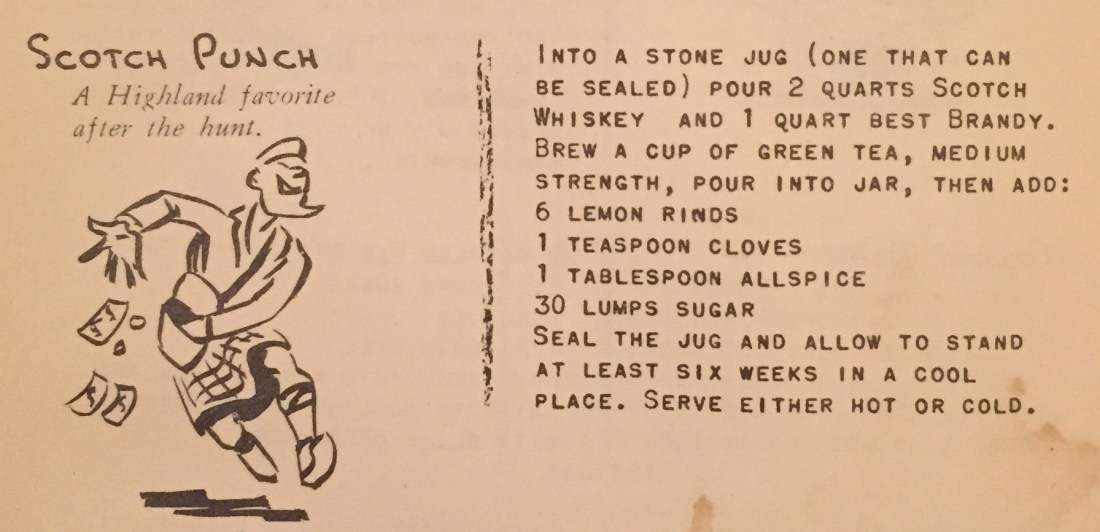 Scotch Punch
A Highland favorite
after the hunt.
Into a stone jug (one that can
be sealed) pour 2 quarts Scotch
Whiskey and 1 quart best Brandy.
Brew a cup of green tea, medium
strength, pour into jar, then add:
6 lemon rinds
1 teaspoon cloves
1 tablespoon allspice
30 lumps sugar
Seal the jug and allow to stand
at least six weeks in a cool
place. Serve either hot or cold.